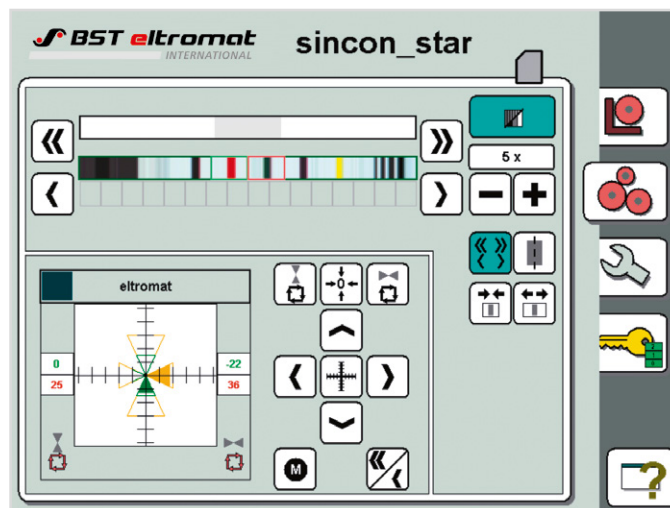 BST eltromat
INTERNATIONAL
sincon_star
5 x
eltromat
0
25
-22
36
0
M
?